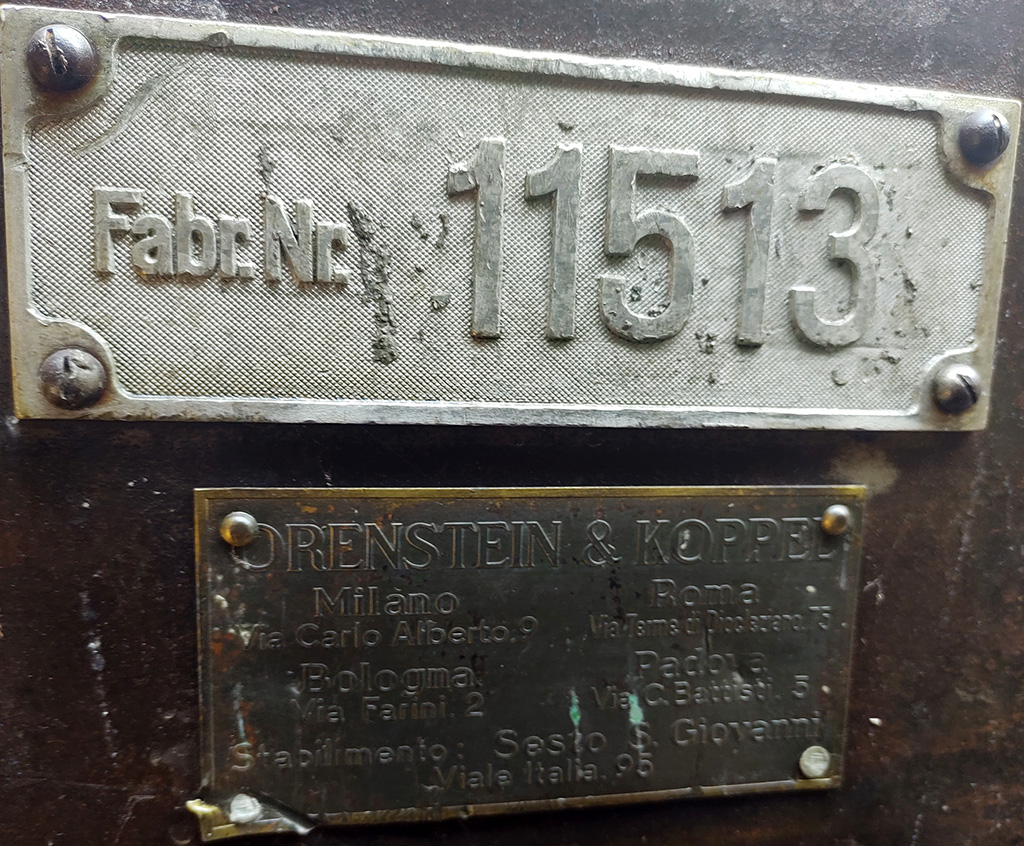 Fabr. Nr. 11513
ORENSTEIN & KOPPEL
Milano
Via Carlo Alberto, 9
Roma
Via Terme di Diocleziano, 75
Bologna
Via Farini, 2
Padova
Via C. Battisti, 5
Stabilimento: Sesto S. Giovanni
Viale Italia, 95